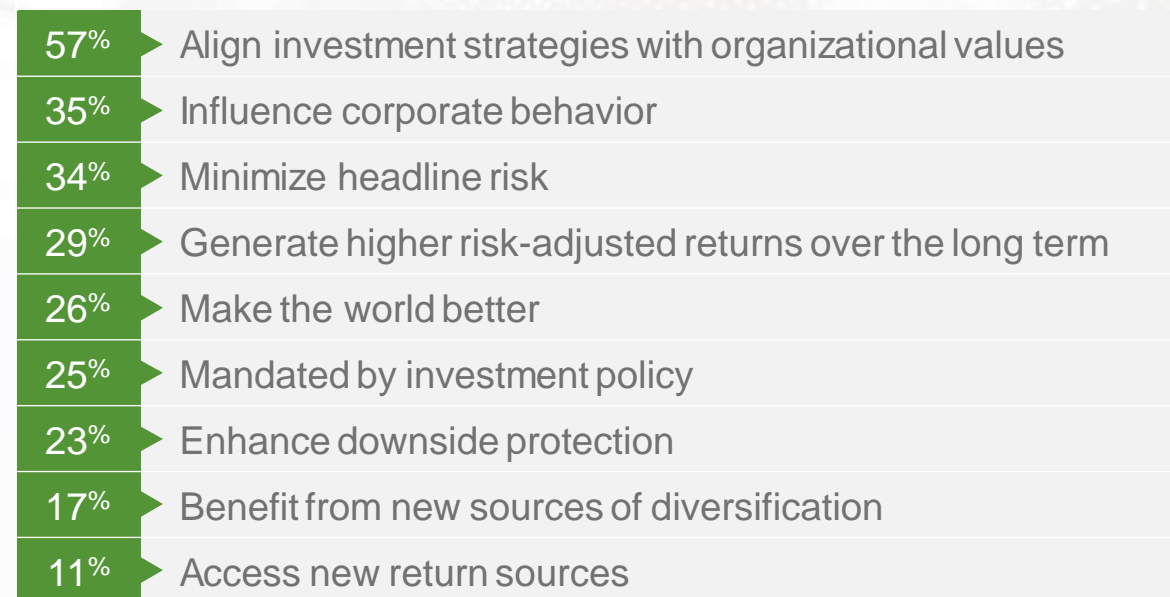 57% Align investment strategies with organizational values
35% Influence corporate behavior
34% Minimize headline risk
29% Generate higher risk-adjusted returns over the long term
26% Make the world better
25% Mandated by investment policy
23% Enhance downside protection
17% Benefit from new sources of diversification
11% Access new return sources